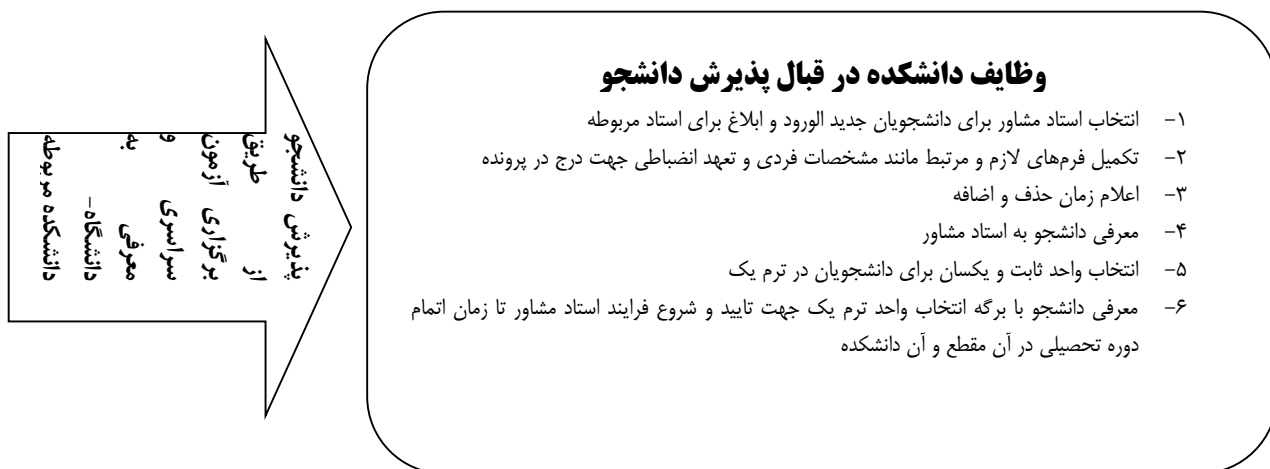 پذیرش دانشجو
از طریق
برگزاری آزمون
سراسری و
معرفی به
دانشگاه-
دانشکده مربوطه
وظایف دانشکده در قبال پذیرش دانشجو
۱- انتخاب استاد مشاور برای دانشجویان جدید الورود و ابلاغ برای استاد مربوطه
۲- تکمیل فرم‌های لازم و مرتبط مانند مشخصات فردی و تعهد انضباطی جهت درج در پرونده
۳- اعلام زمان حذف و اضافه
۴- معرفی دانشجو به استاد مشاور
۵- انتخاب واحد ثابت و یکسان برای دانشجویان در ترم یک
۶- معرفی دانشجو با برگه انتخاب واحد ترم یک جهت تایید و شروع فرایند استاد مشاور تا زمان اتمام
دوره تحصیلی در آن مقطع و آن دانشکده